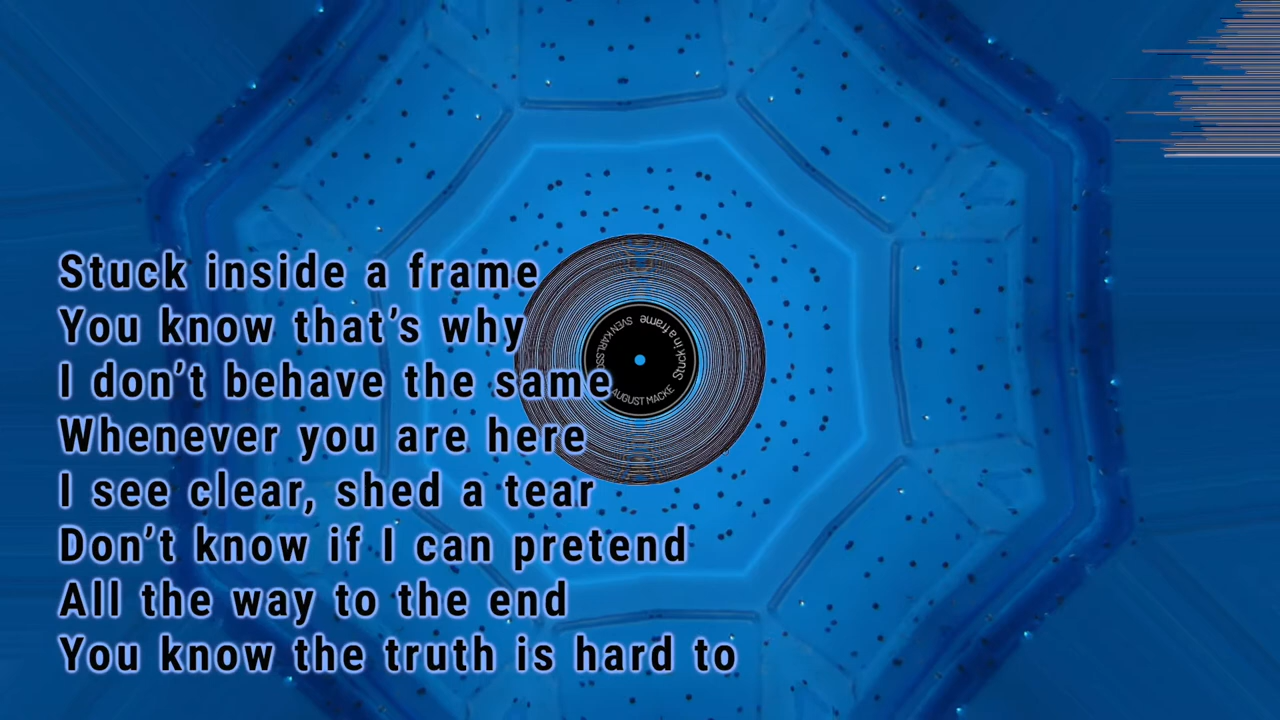 Stuck inside a frame
You know that’s why
I don’t behave the same
Whenever you are here
I see clear, shed a tear
Don’t know if I can pretend
All the way to the end
You know the truth is hard to
Stuck in a frame
SVEN KARLSSO
AUGUST MACKE